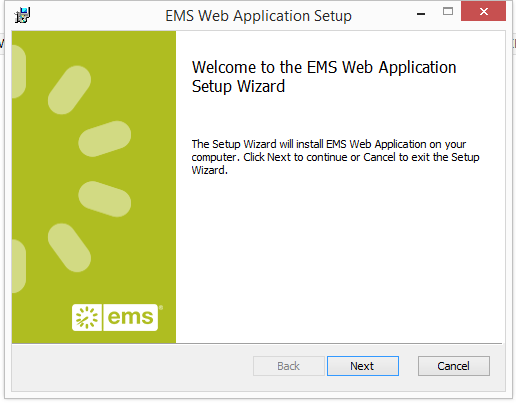 EMS Web Application Setup
Welcome to the EMS Web Application
Setup Wizard
The Setup Wizard will install EMS Web Application on your
computer. Click Next to continue or Cancel to exit the Setup
Wizard.
ems®
Back
Next
Cancel